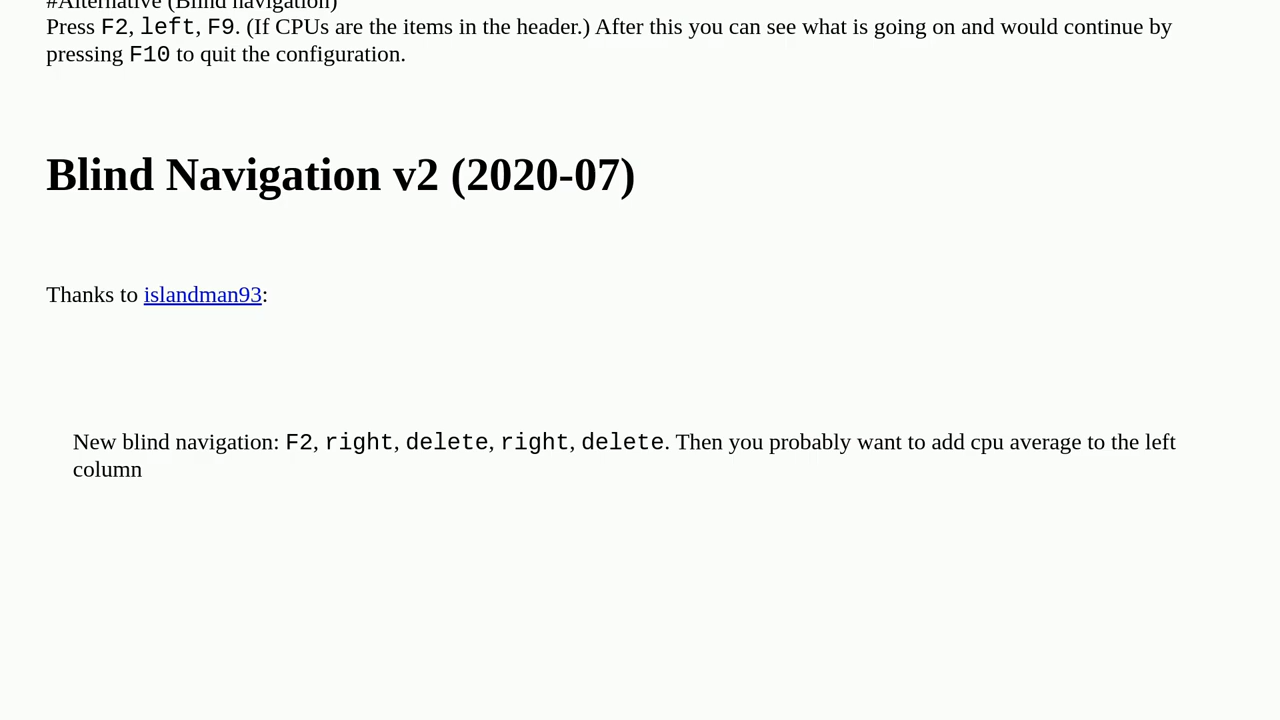 #Alternative (Blind navigation)
Press F2, left, F9. (If CPUs are the items in the header.) After this you can see what is going on and would continue by
pressing F10 to quit the configuration.
Blind Navigation v2 (2020-07)
Thanks to islandman93:
New blind navigation: F2, right, delete, right, delete. Then you probably want to add cpu average to the left
column